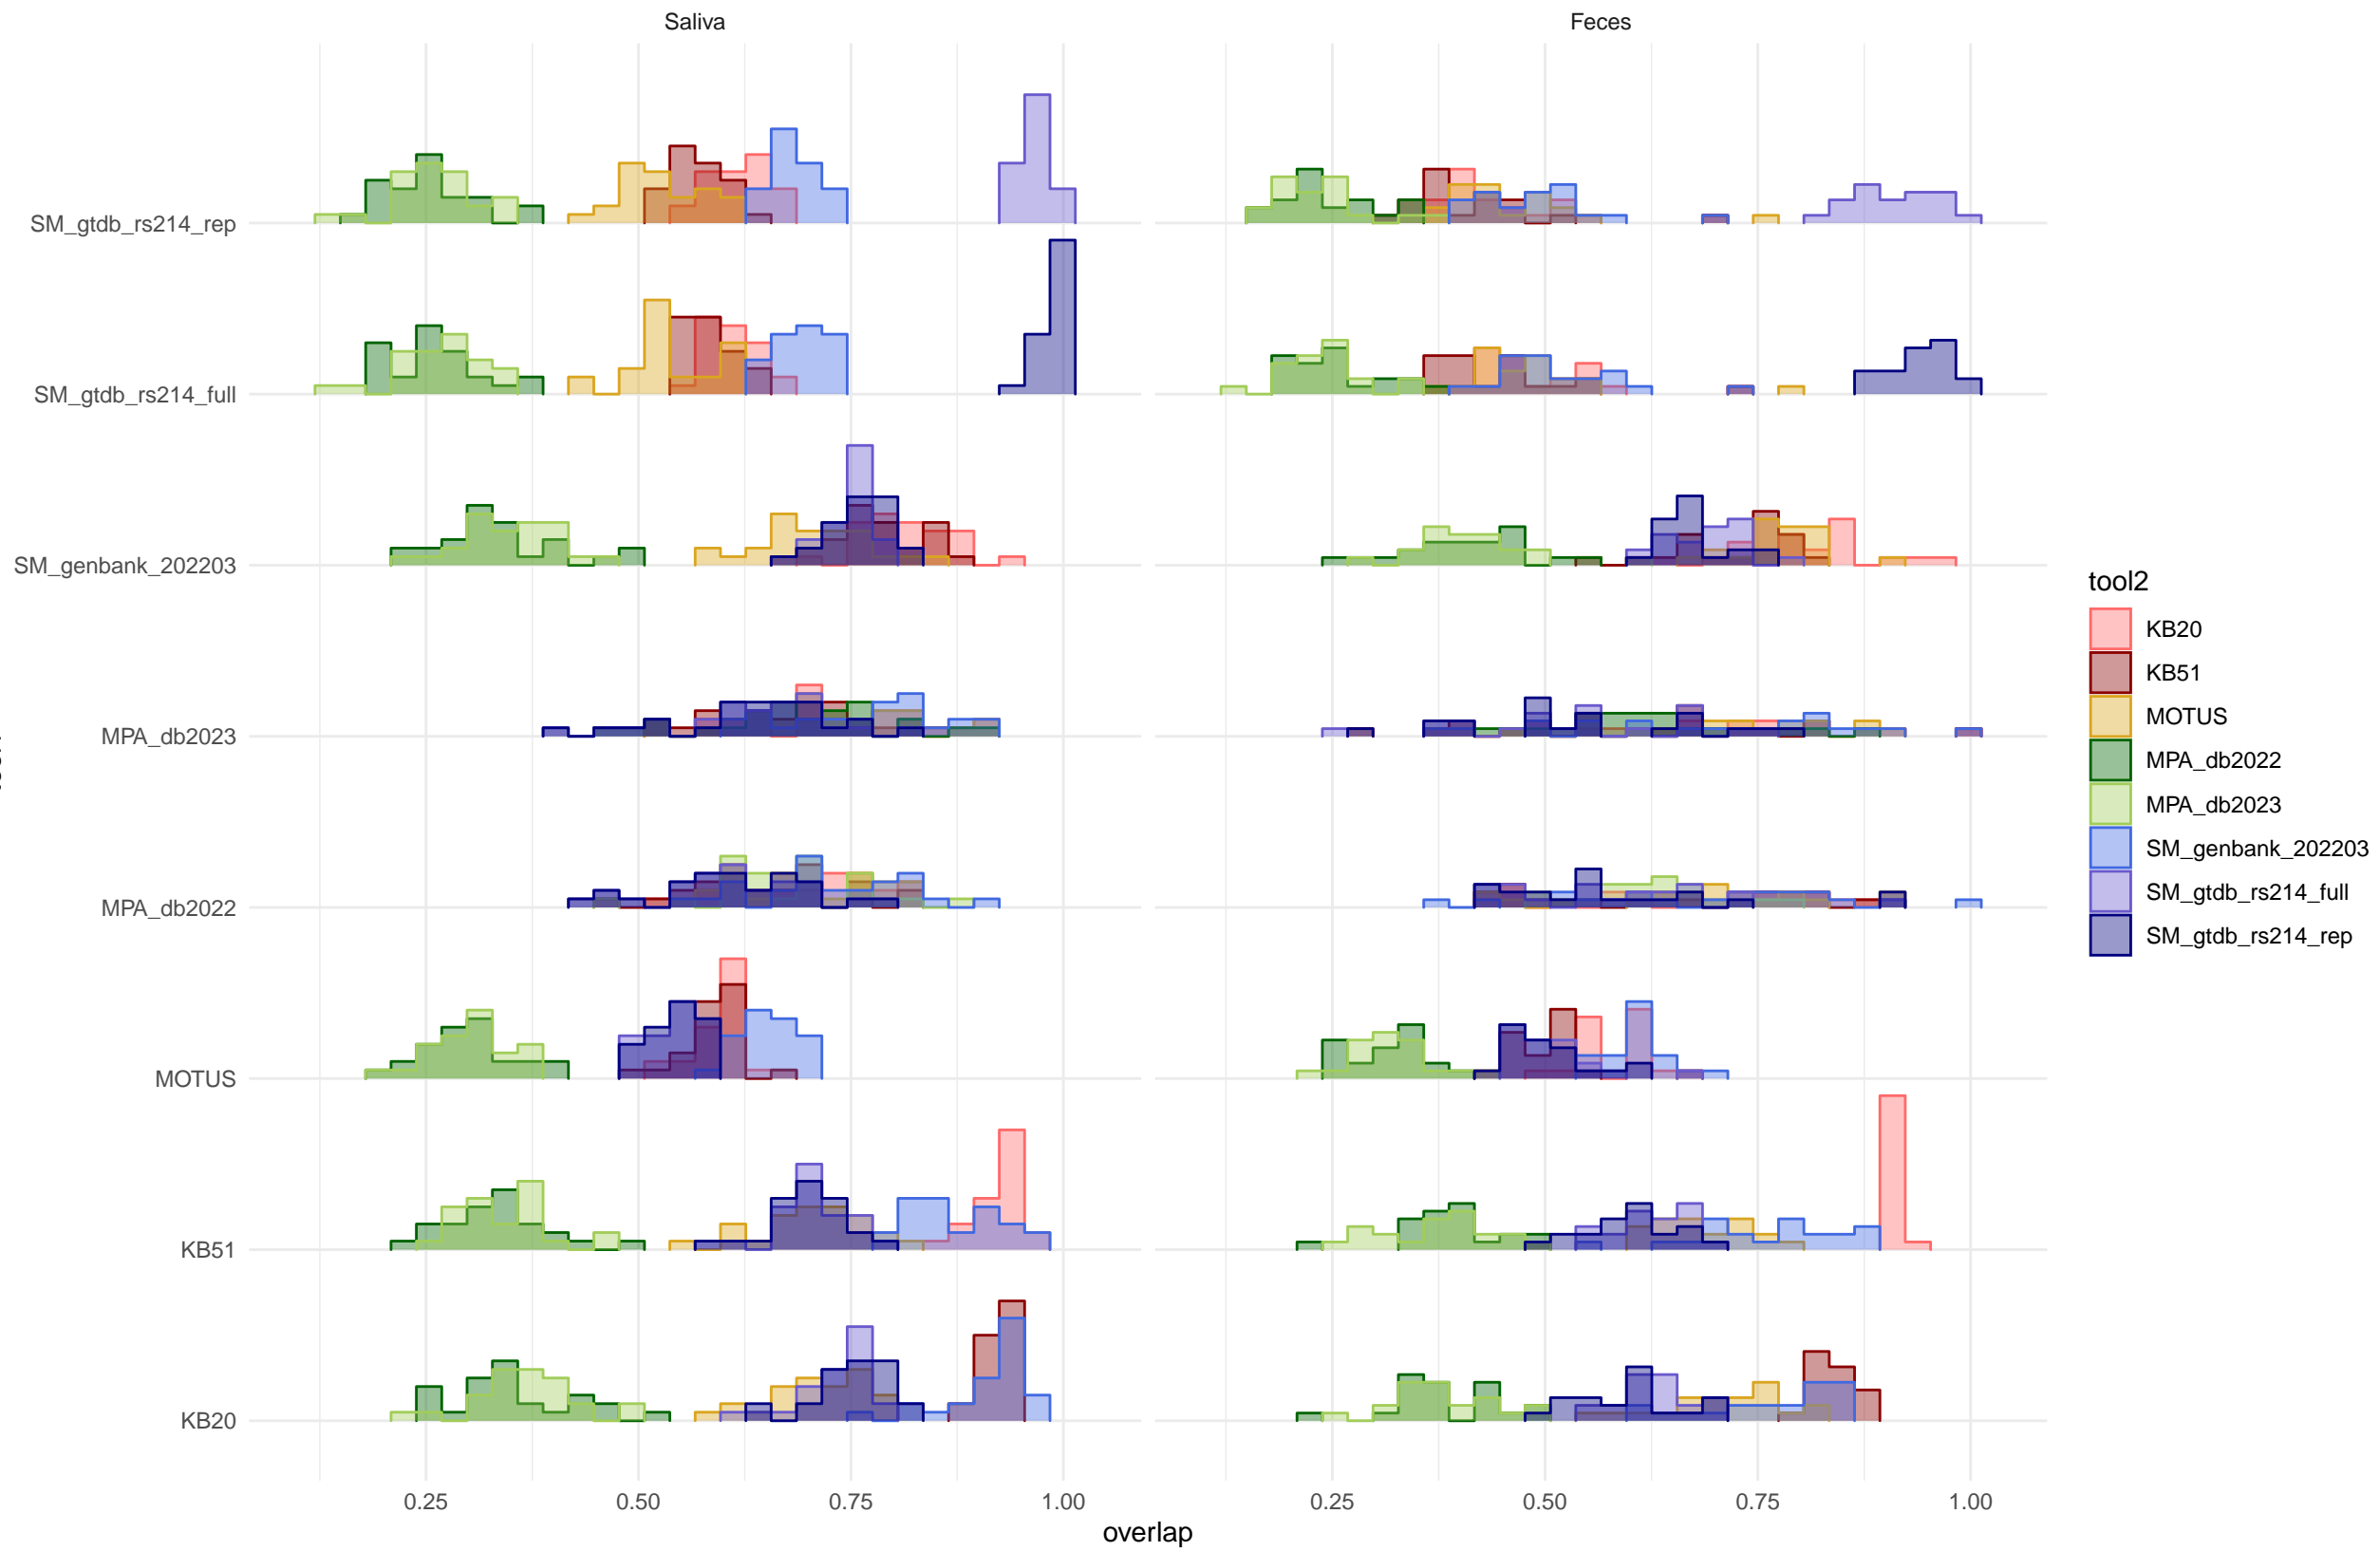 Saliva
Feces
SM_gtdb_rs214_rep
SM_gtdb_rs214_full
SM_genbank_202203
MPA_db2023
MPA_db2022
MOTUS
KB51
KB20
0.25
0.50
0.75
1.00
0.25
0.50
0.75
1.00
overlap
tool2
KB20
KB51
MOTUS
MPA_db2022
MPA_db2023
SM_genbank_202203
SM_gtdb_rs214_full
SM_gtdb_rs214_rep